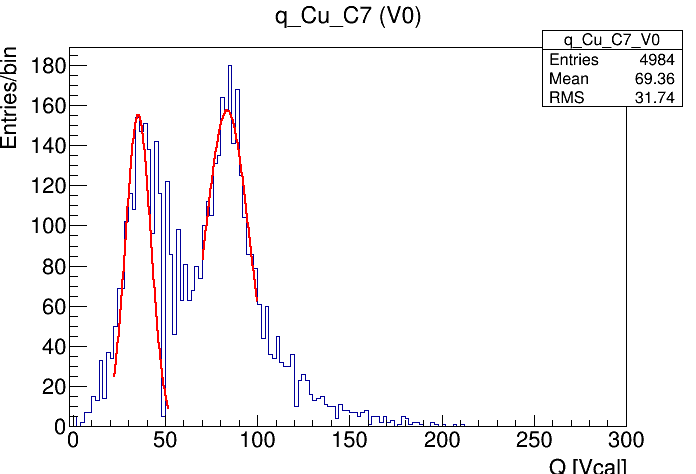 q_Cu_C7 (V0)
q_Cu_C7_V0
Entries 4984
Mean 69.36
RMS 31.74
Entries/bin
180
160
140
120
100
80
60
40
20
0
0 50 100 150 200 250 300
Q [Vcal]